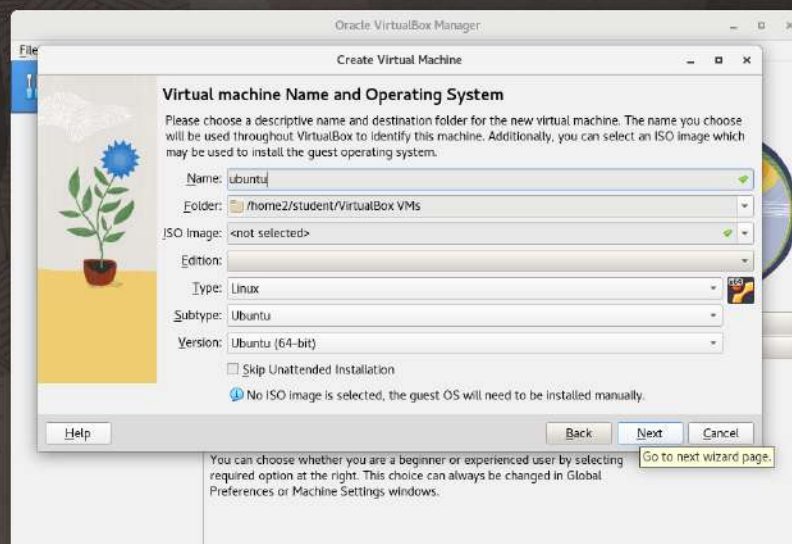 Oracle VirtualBox Manager
File
Create Virtual Machine
Virtual machine Name and Operating System
Please choose a descriptive name and destination folder for the new virtual machine. The name you choose
will be used throughout VirtualBox to identify this machine. Additionally, you can select an ISO image which
may be used to install the guest operating system.
Name: ubuntu
Folder: /home2/student/VirtualBox VMs
ISO Image: <not selected>
Edition:
Type: Linux
x64
Subtype: Ubuntu
Version: Ubuntu (64-bit)
Skip Unattended Installation
No ISO image is selected, the guest OS will need to be installed manually.
Help Back Next Cancel
Go to next wizard page.
You can choose whether you are a beginner or experienced user by selecting
required option at the right. This choice can always be changed in Global
Preferences or Machine Settings windows.